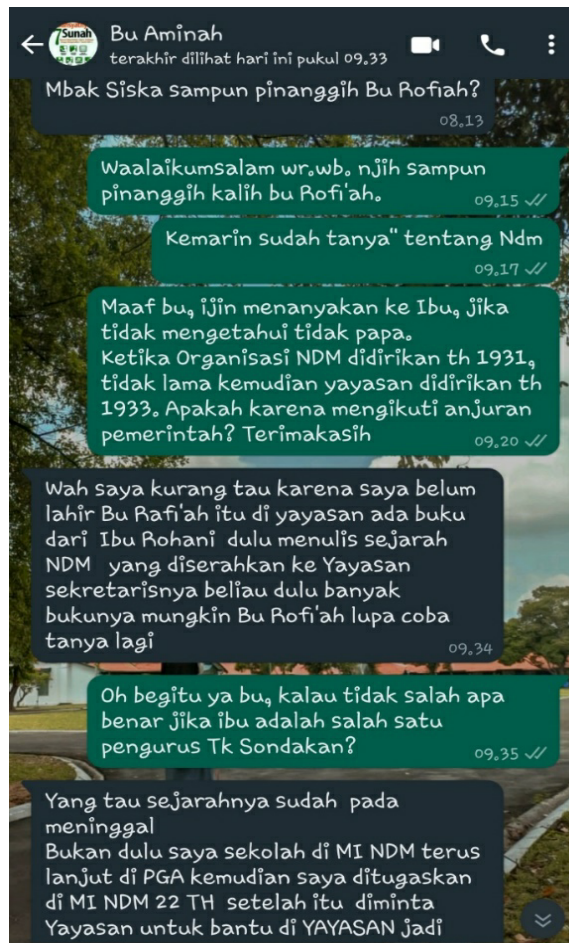 7Sunah
Bu Aminah
terakhir dilihat hari ini pukul 09.33
Mbak Siska sampun pinanggih Bu Rofiah?
08.13
Waalaikumsalam wr.wb. njih sampun
pinanggih kalih bu Rofi'ah.
09.15
Kemarin sudah tanya" tentang Ndm
09.17
Maaf bu, ijin menanyakan ke Ibu, jika
tidak mengetahui tidak papa.
Ketika Organisasi NDM didirikan th 1931,
tidak lama kemudian yayasan didirikan th
1933. Apakah karena mengikuti anjuran
pemerintah? Terimakasih
09.20
Wah saya kurang tau karena saya belum
lahir Bu Rafi'ah itu di yayasan ada buku
dari Ibu Rohani dulu menulis sejarah
NDM yang diserahkan ke Yayasan
sekretarisnya beliau dulu banyak
bukunya mungkin Bu Rofi'ah lupa coba
tanya lagi
09.34
Oh begitu ya bu, kalau tidak salah apa
benar jika ibu adalah salah satu
pengurus Tk Sondakan?
09.35
Yang tau sejarahnya sudah pada
meninggal
Bukan dulu saya sekolah di MI NDM terus
lanjut di PGA kemudian saya ditugaskan
di MI NDM 22 TH setelah itu diminta
Yayasan untuk bantu di YAYASAN jadi